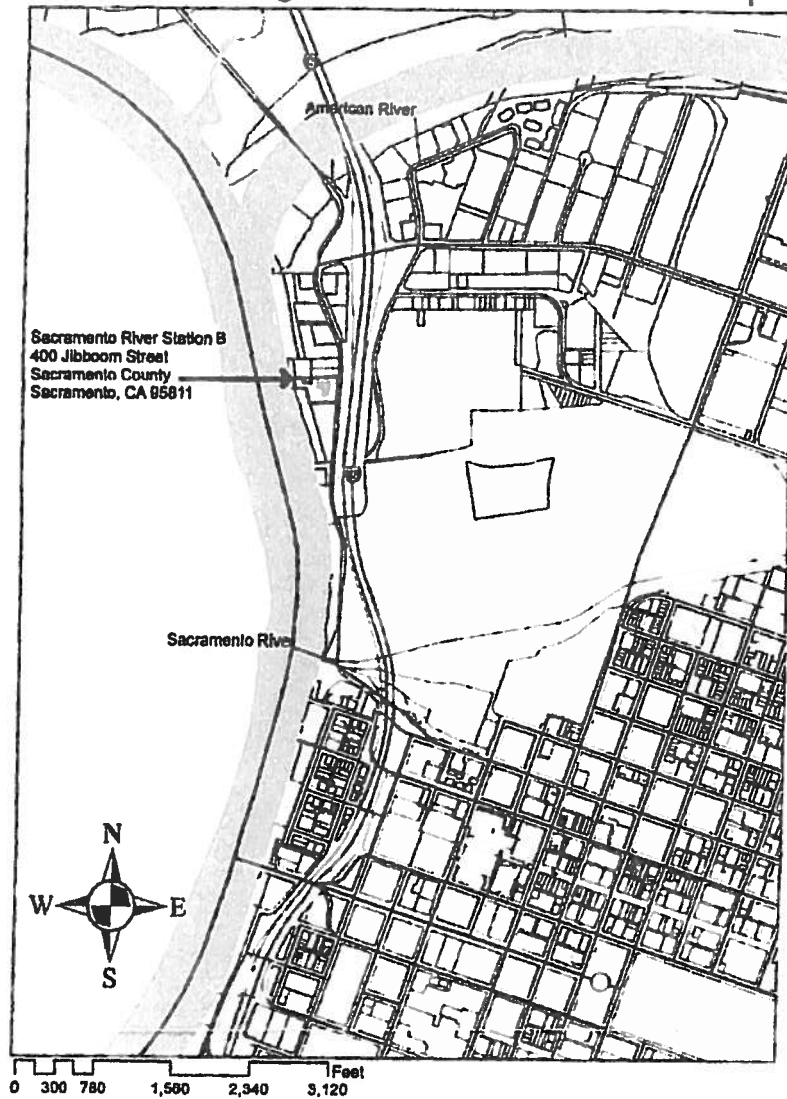 American River
Sacramento River Station B
400 Jibboom Street
Sacramento County
Sacramento, CA 95811
Sacramento River
N
W
E
S
Feet
0 300 780 1,560 2,340 3,120